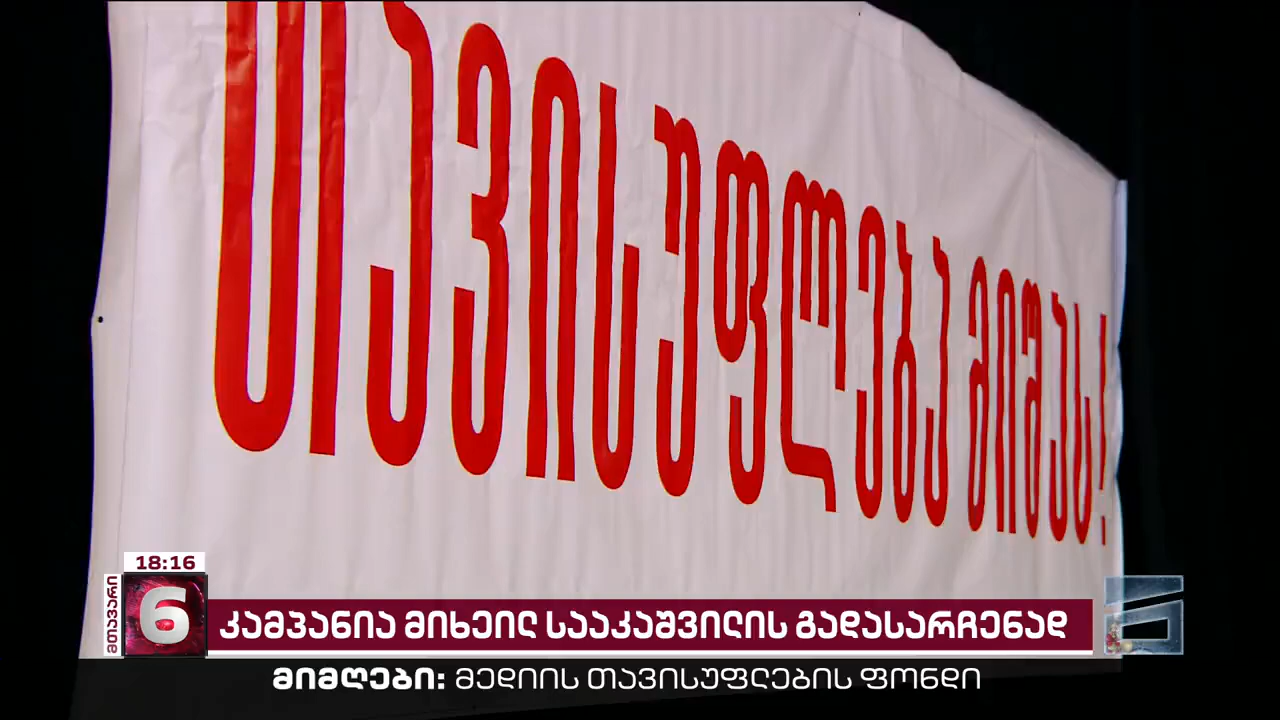 თავისუფლება მიშას!
18:16
მთავარი
6
კამპანია მიხეილ სააკაშვილის გადასარჩენად
მიმღები: მედიის თავისუფლების ფონდი